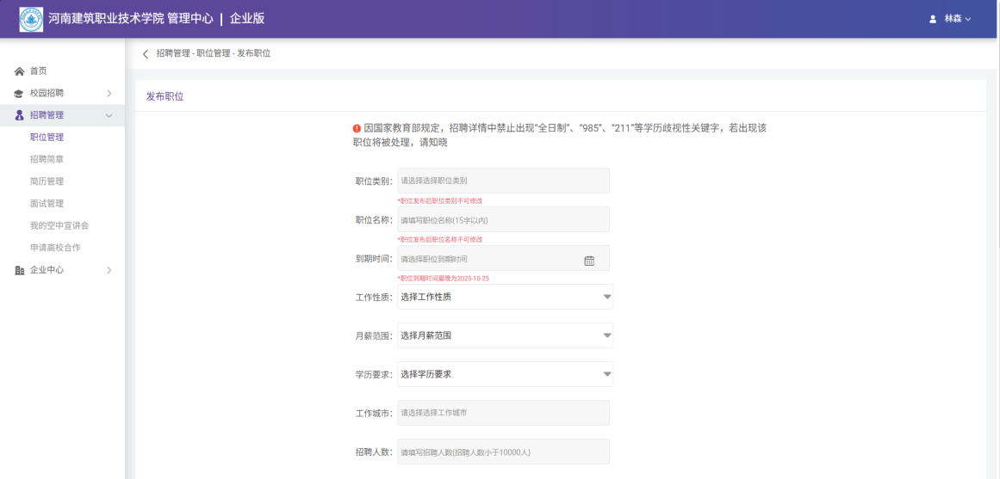 河南建筑职业技术学院 管理中心 | 企业版
林森
招聘管理 - 职位管理 - 发布职位
首页
校园招聘
招聘管理
职位管理
招聘简章
简历管理
面试管理
我的空中宣讲会
申请高校合作
企业中心
发布职位
因国家教育部规定，招聘详情中禁止出现“全日制”、“985”、“211”等学历歧视性关键字，若出现该
职位将被处理，请知晓
职位类别： 请选择选择职位类别
*职位发布后职位类别不可修改
职位名称： 请填写职位名称(15字以内)
*职位发布后职位名称不可修改
到期时间： 请选择职位到期时间
*职位到期时间最晚为2025-10-25
工作性质： 选择工作性质
月薪范围： 选择月薪范围
学历要求： 选择学历要求
工作城市： 请选择选择工作城市
招聘人数： 请填写招聘人数(招聘人数小于10000人)